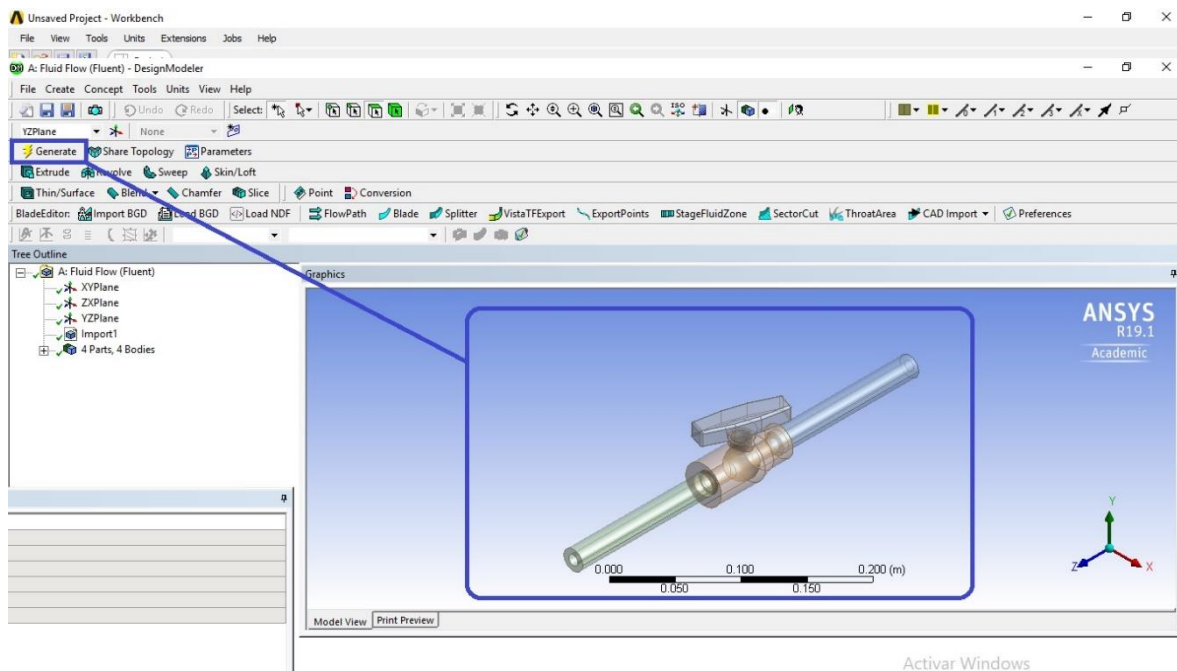 Unsaved Project - Workbench
File View Tools Units Extensions Jobs Help
A: Fluid Flow (Fluent) - DesignModeler
File Create Concept Tools Units View Help
Undo Redo Select:
YZPlane None
Generate Share Topology Parameters
Extrude Revolve Sweep Skin/Loft
Thin/Surface Blend Chamfer Slice Point Conversion
BladeEditor: Import BGD Load BGD Load NDF FlowPath Blade Splitter VistaTFExport ExportPoints StageFluidZone SectorCut ThroatArea CAD Import Preferences
Tree Outline
A: Fluid Flow (Fluent)
XYPlane
ZXPlane
YZPlane
Import1
4 Parts, 4 Bodies
Graphics
ANSYS
R19.1
Academic
0.000 0.100 0.200 (m)
0.050 0.150
Y
Z X
Model View Print Preview
Activar Windows